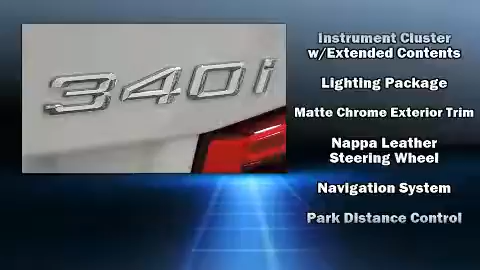 340i
Instrument Cluster
w/Extended Contents
Lighting Package
Matte Chrome Exterior Trim
Nappa Leather
Steering Wheel
Navigation System
Park Distance Control